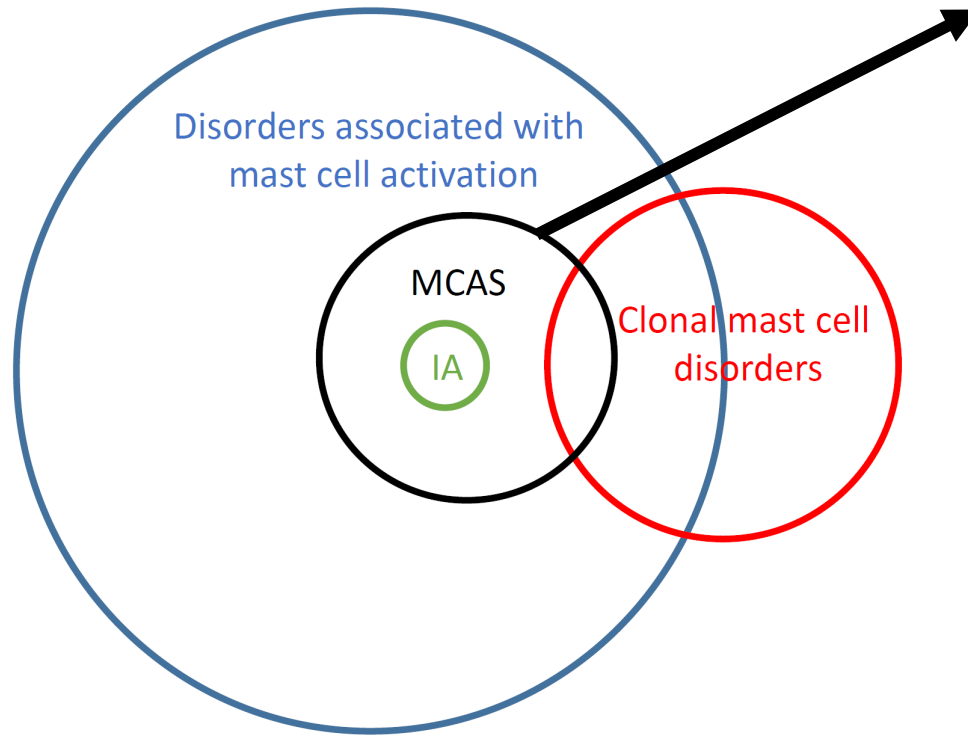 Disorders associated with
mast cell activation
MCAS
IA
Clonal mast cell
disorders